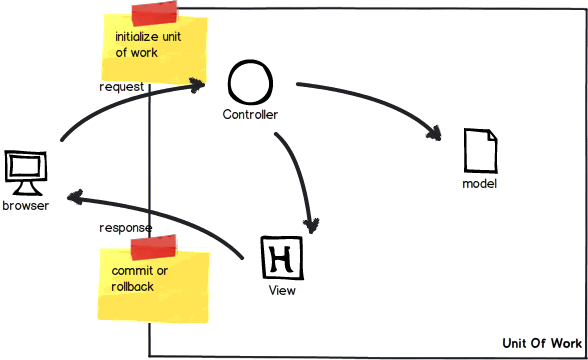 initialize unit
of work
request
Controller
model
browser
response
commit or
rollback
H
View
Unit Of Work